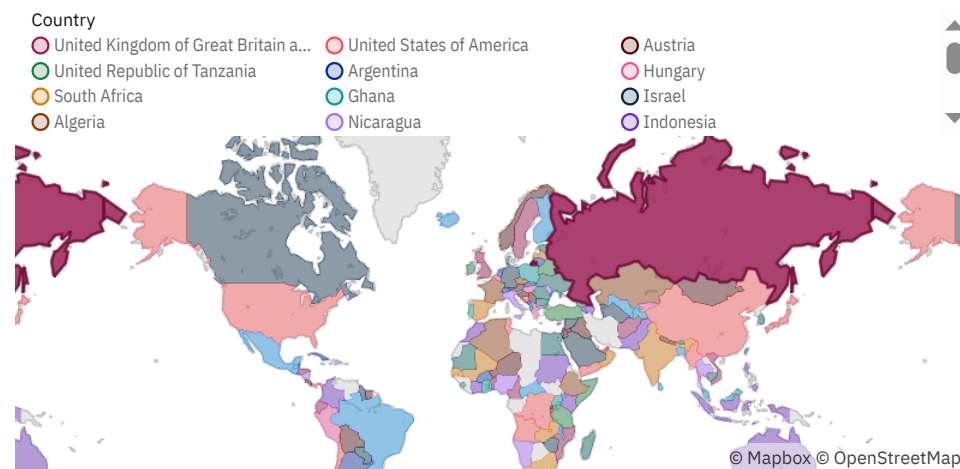 Country
United Kingdom of Great Britain a... United States of America Austria
United Republic of Tanzania Argentina Hungary
South Africa Ghana Israel
Algeria Nicaragua Indonesia
© Mapbox © OpenStreetMap